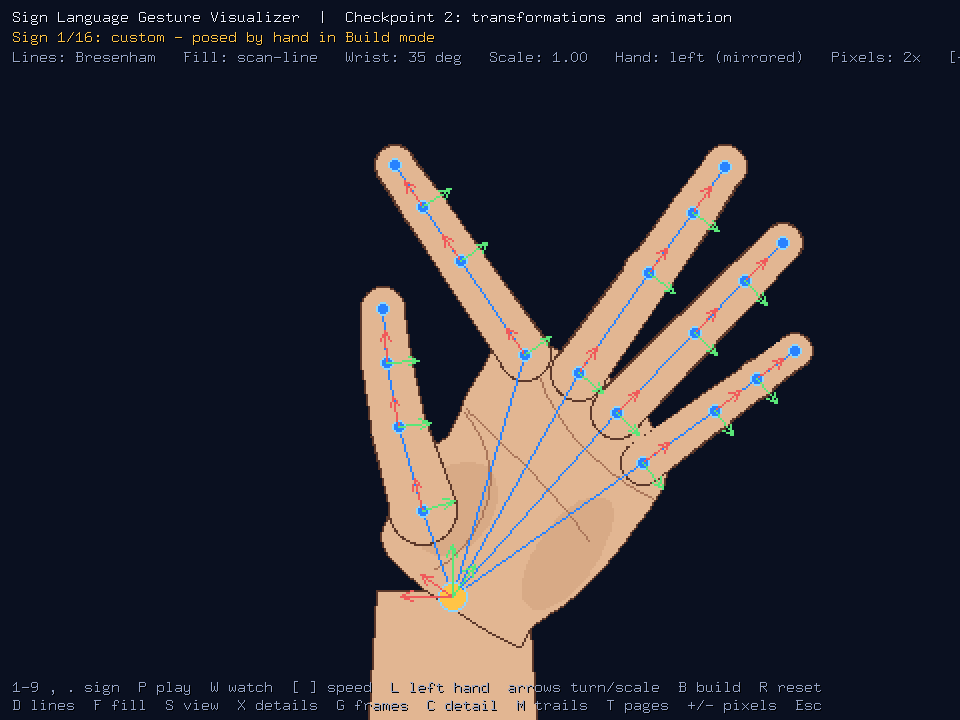 Sign Language Gesture Visualizer | Checkpoint 2: transformations and animation
Sign 1/16: custom - posed by hand in Build mode
Lines: Bresenham Fill: scan-line Wrist: 35 deg Scale: 1.00 Hand: left (mirrored) Pixels: 2x [-
1-9 , . sign P play W watch [ ] speed L left hand arrows turn/scale B build R reset
D lines F fill S view X details G frames C detail M trails T pages +/- pixels Esc